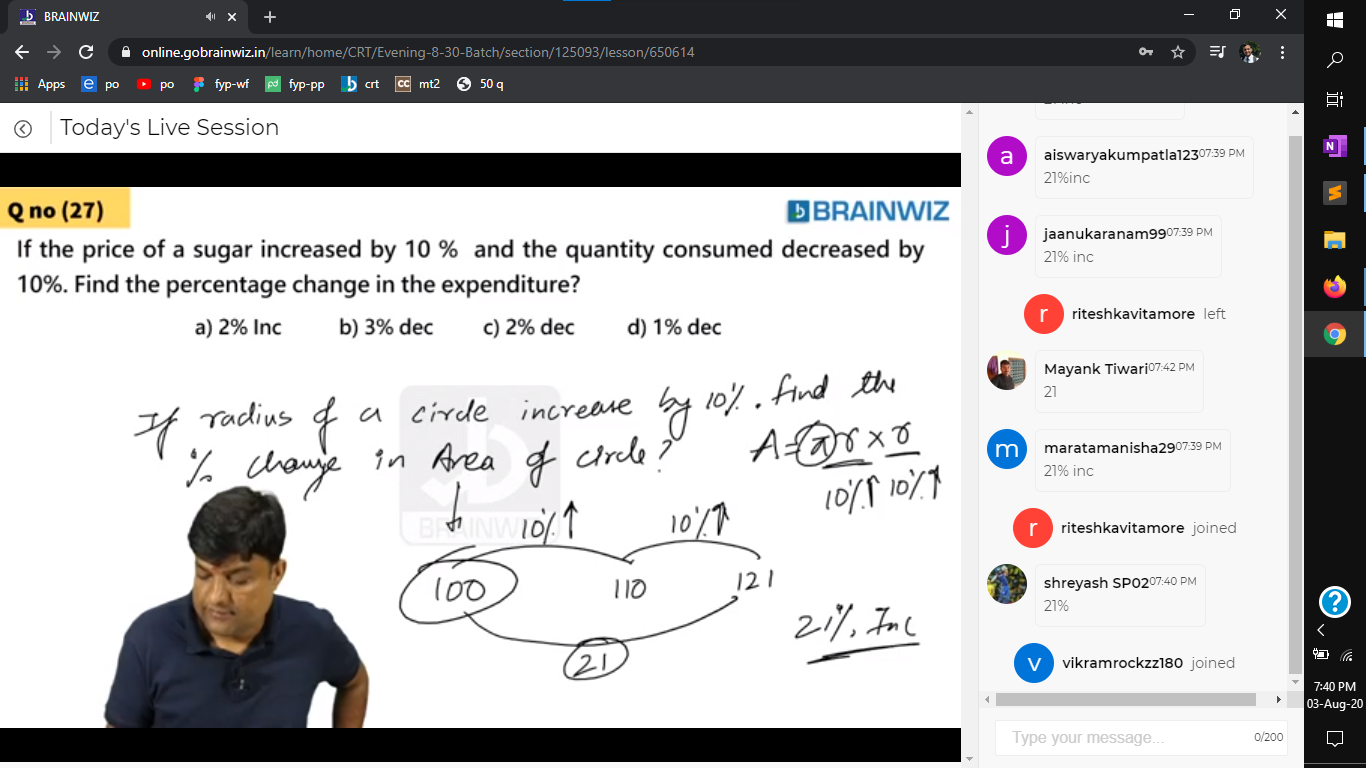 BRAINWIZ
online.gobrainwiz.in/learn/home/CRT/Evening-8-30-Batch/section/125093/lesson/650614
Apps po po fyp-wf fyp-pp crt CC mt2 50 q
Today's Live Session
Q no (27)
BRAINWIZ
If the price of a sugar increased by 10 % and the quantity consumed decreased by
10%. Find the percentage change in the expenditure?
a) 2% Inc b) 3% dec c) 2% dec d) 1% dec
If radius of a circle increase by 10%. find the
% change in Area of circle?
A=πr × r
10%↑ 10%↑
BRAINWIZ
10%↑ 10%↑
100 110 121
21
21% Inc
a aiswaryakumpatla123 07:39 PM
21%inc
j jaanukaranam99 07:39 PM
21% inc
r riteshkavitamore left
Mayank Tiwari 07:42 PM
21
m maratamanisha29 07:39 PM
21% inc
r riteshkavitamore joined
shreyash SP02 07:40 PM
21%
v vikramrockzz180 joined
Type your message... 0/200
N
7:40 PM
03-Aug-20